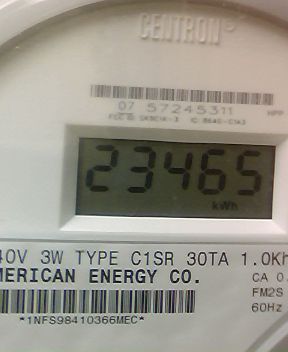 CENTRON®
07 57245311
HPP
23465
kWh
40V 3W TYPE C1SR 30TA 1.0Kh
MERICAN ENERGY CO.
CA 0.
FM2S
60Hz
*1NFS98410366MEC*